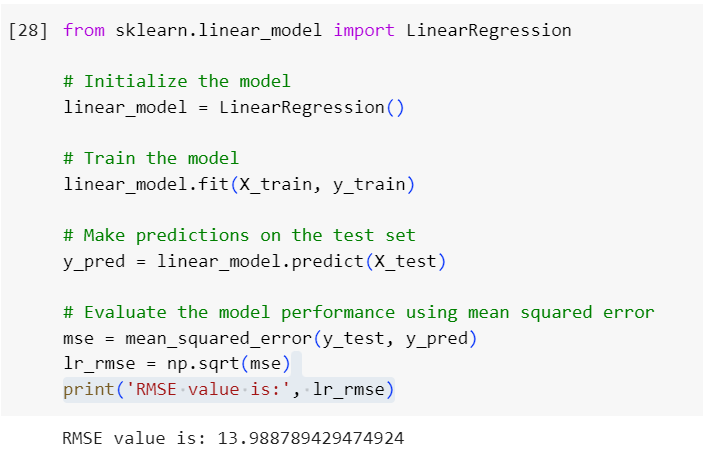 [28] from sklearn.linear_model import LinearRegression
# Initialize the model
linear_model = LinearRegression()
# Train the model
linear_model.fit(X_train, y_train)
# Make predictions on the test set
y_pred = linear_model.predict(X_test)
# Evaluate the model performance using mean squared error
mse = mean_squared_error(y_test, y_pred)
lr_rmse = np.sqrt(mse)
print('RMSE value is:', lr_rmse)
RMSE value is: 13.988789429474924